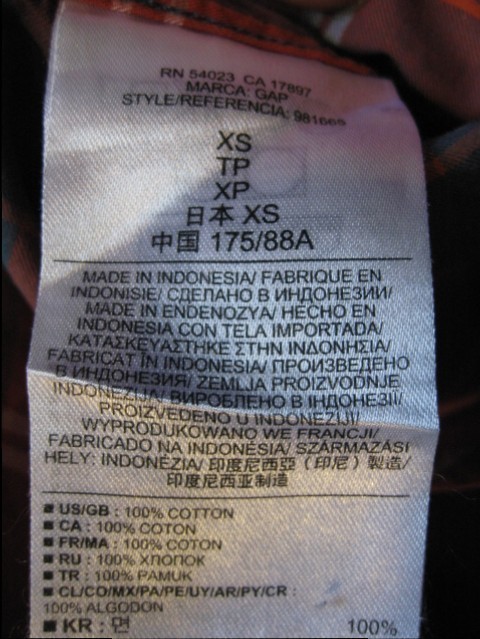 RN 54023 CA 17897
MARCA: GAP
STYLE/REFERENCIA: 981669
XS
TP
XP
日本 XS
中国 175/88A
MADE IN INDONESIA/ FABRIQUE EN
INDONISIE/ СДЕЛАНО В ИНДОНЕЗИИ/
MADE IN ENDENOZYA/ HECHO EN
INDONESIA CON TELA IMPORTADA/
ΚΑΤΑΣΚΕΥΑΣΤΗΚΕ ΣΤΗΝ ΙΝΔΟΝΗΣΙΑ/
FABRICAT ÎN INDONESIA/ ПРОИЗВЕДЕНО
В ИНДОНЕЗИЯ/ ZEMLJA PROIZVODNJE
INDONEZIJA/ ВИРОБЛЕНО В ІНДОНЕЗІЇ/
PROIZVEDENO U INDONEZIJI/
WYPRODUKOWANO WE FRANCJI/
FABRICADO NA INDONÉSIA/ SZÁRMAZÁSI
HELY: INDONÉZIA/ 印度尼西亞 (印尼) 製造/
印度尼西亚制造
■ US/GB : 100% COTTON
■ CA : 100% COTON
■ FR/MA : 100% COTON
■ RU : 100% ХЛОПОК
■ TR : 100% PAMUK
■ CL/CO/MX/PA/PE/UY/AR/PY/CR :
100% ALGODON
■ KR : 면 100%